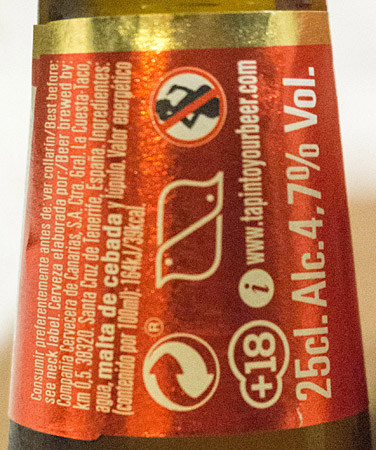 Consumir preferentemente antes de: ver collarín/Best before:
see neck label. Cerveza elaborada por:/Beer brewed by:
Compañía Cervecera de Canarias, S.A. Ctra. Gral. La Cuesta-Taco,
km 0,5. 38320. Santa Cruz de Tenerife, España. Ingredientes:
agua, malta de cebada y lúpulo. Valor energético
(contenido por 100ml): 164kJ/39kcal
®
+18 i www.tapintoyourbeer.com
25cl. Alc.4,7% Vol.